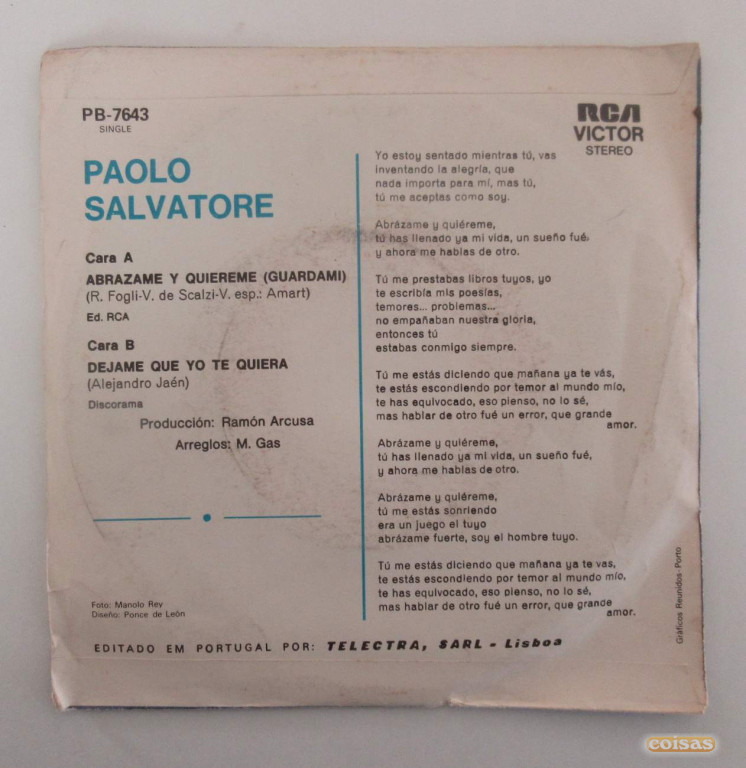 PB-7643
SINGLE
RCA
VICTOR
STEREO
PAOLO
SALVATORE
Cara A
ABRAZAME Y QUIEREME (GUARDAMI)
(R. Fogli-V. de Scalzi-V. esp.: Amart)
Ed. RCA
Cara B
DEJAME QUE YO TE QUIERA
(Alejandro Jaén)
Discorama
Producción: Ramón Arcusa
Arreglos: M. Gas
Foto: Manolo Rey
Diseño: Ponce de León
Yo estoy sentado mientras tú, vas
inventando la alegría, que
nada importa para mí, mas tú,
tú me aceptas como soy.
Abrázame y quiéreme,
tú has llenado ya mi vida, un sueño fué,
y ahora me hablas de otro.
Tú me prestabas libros tuyos, yo
te escribía mis poesías,
temores... problemas...
no empañaban nuestra gloria,
entonces tú
estabas conmigo siempre.
Tú me estás diciendo que mañana ya te vás,
te estás escondiendo por temor al mundo mío,
te has equivocado, eso pienso, no lo sé,
mas hablar de otro fué un error, que grande
amor.
Abrázame y quiéreme,
tú has llenado ya mi vida, un sueño fué,
y ahora me hablas de otro.
Abrázame y quiéreme,
tú me estás sonriendo
era un juego el tuyo
abrázame fuerte, soy el hombre tuyo.
Tú me estás diciendo que mañana ya te vas,
te estás escondiendo por temor al mundo mío,
te has equivocado, eso pienso, no lo sé,
mas hablar de otro fué un error, que grande
amor.
Gráficos Reunidos - Porto
EDITADO EM PORTUGAL POR: TELECTRA, SARL - Lisboa
coisas